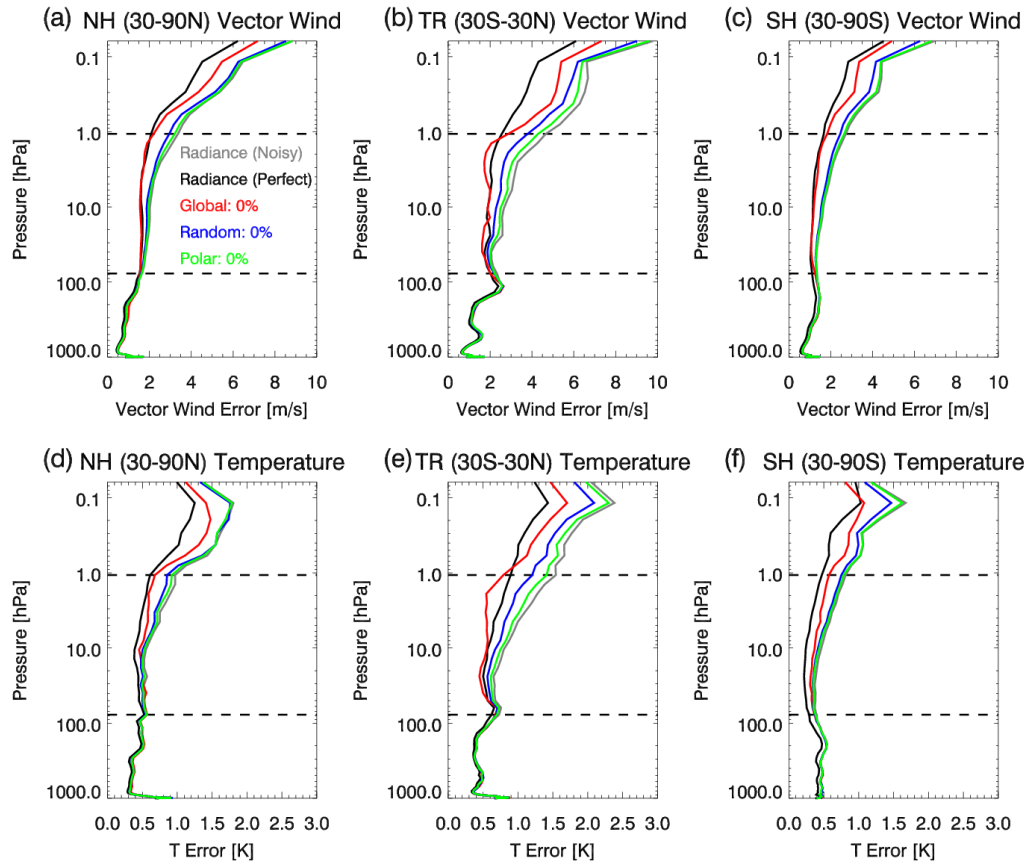 (a) NH (30-90N) Vector Wind
(b) TR (30S-30N) Vector Wind
(c) SH (30-90S) Vector Wind
Pressure [hPa]
0.1
1.0
10.0
100.0
1000.0
Radiance (Noisy)
Radiance (Perfect)
Global: 0%
Random: 0%
Polar: 0%
0 2 4 6 8 10
Vector Wind Error [m/s]
Pressure [hPa]
0.1
1.0
10.0
100.0
1000.0
0 2 4 6 8 10
Vector Wind Error [m/s]
Pressure [hPa]
0.1
1.0
10.0
100.0
1000.0
0 2 4 6 8 10
Vector Wind Error [m/s]
(d) NH (30-90N) Temperature
(e) TR (30S-30N) Temperature
(f) SH (30-90S) Temperature
Pressure [hPa]
0.1
1.0
10.0
100.0
1000.0
0.0 0.5 1.0 1.5 2.0 2.5 3.0
T Error [K]
Pressure [hPa]
0.1
1.0
10.0
100.0
1000.0
0.0 0.5 1.0 1.5 2.0 2.5 3.0
T Error [K]
Pressure [hPa]
0.1
1.0
10.0
100.0
1000.0
0.0 0.5 1.0 1.5 2.0 2.5 3.0
T Error [K]